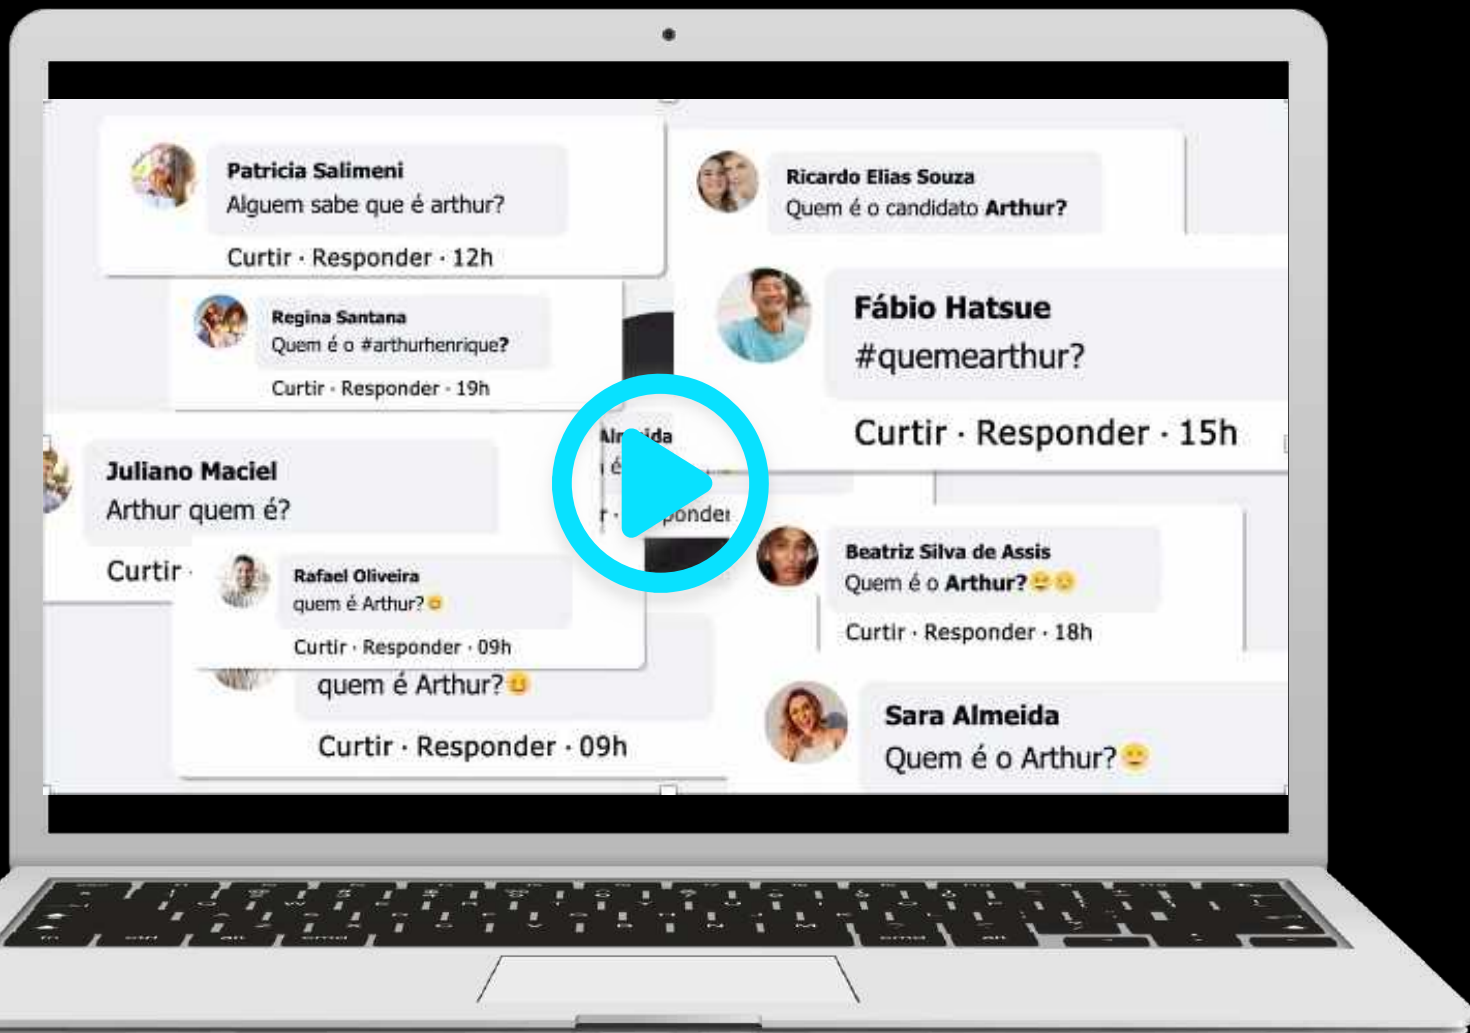 Patricia Salimeni
Alguem sabe que é arthur?
Curtir · Responder · 12h
Ricardo Elias Souza
Quem é o candidato Arthur?
Regina Santana
Quem é o #arthurhenrique?
Curtir · Responder · 19h
Fábio Hatsue
#quemearthur?
Curtir · Responder · 15h
Juliano Maciel
Arthur quem é?
Curtir ·
Rafael Oliveira
quem é Arthur?
Curtir · Responder · 09h
quem é Arthur?
Curtir · Responder · 09h
Beatriz Silva de Assis
Quem é o Arthur?
Curtir · Responder · 18h
Sara Almeida
Quem é o Arthur?